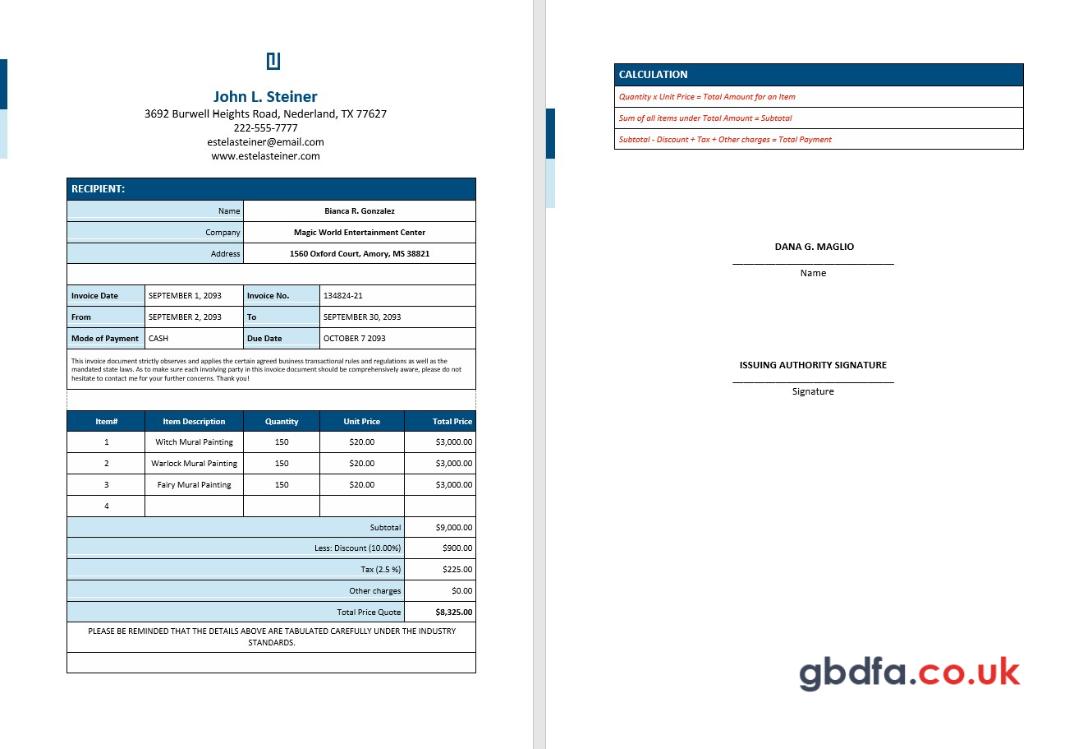 John L. Steiner
3692 Burwell Heights Road, Nederland, TX 77627
222-555-7777
estelasteiner@email.com
www.estelasteiner.com
RECIPIENT:
Name Bianca R. Gonzalez
Company Magic World Entertainment Center
Address 1560 Oxford Court, Amory, MS 38821
Invoice Date SEPTEMBER 1, 2093 Invoice No. 134824-21
From SEPTEMBER 2, 2093 To SEPTEMBER 30, 2093
Mode of Payment CASH Due Date OCTOBER 7 2093
This invoice document strictly observes and applies the certain agreed business transactional rules and regulations as well as the
mandated state laws. As to make sure each involving party in this invoice document should be comprehensively aware, please do not
hesitate to contact me for your further concerns. Thank you!
Item# Item Description Quantity Unit Price Total Price
1 Witch Mural Painting 150 $20.00 $3,000.00
2 Warlock Mural Painting 150 $20.00 $3,000.00
3 Fairy Mural Painting 150 $20.00 $3,000.00
4
Subtotal $9,000.00
Less: Discount (10.00%) $900.00
Tax (2.5 %) $225.00
Other charges $0.00
Total Price Quote $8,325.00
PLEASE BE REMINDED THAT THE DETAILS ABOVE ARE TABULATED CAREFULLY UNDER THE INDUSTRY
STANDARDS.
CALCULATION
Quantity x Unit Price = Total Amount for an Item
Sum of all items under Total Amount = Subtotal
Subtotal - Discount + Tax + Other charges = Total Payment
DANA G. MAGLIO
Name
ISSUING AUTHORITY SIGNATURE
Signature
gbdfa.co.uk